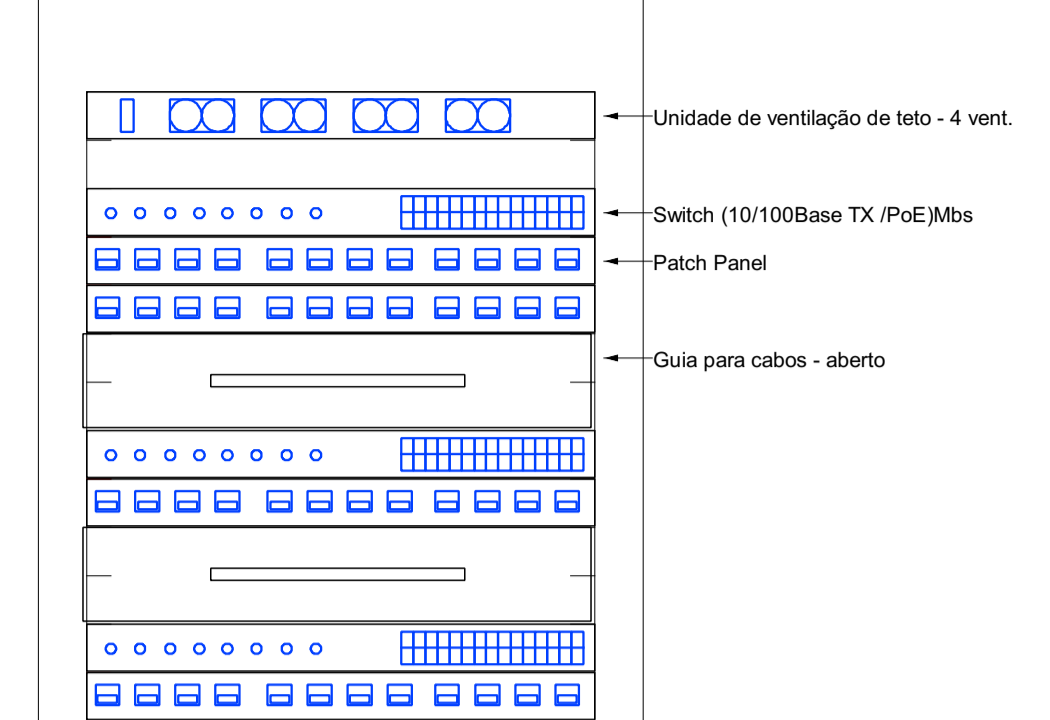 Unidade de ventilação de teto - 4 vent.
Switch (10/100Base TX /PoE)Mbs
Patch Panel
Guia para cabos - aberto